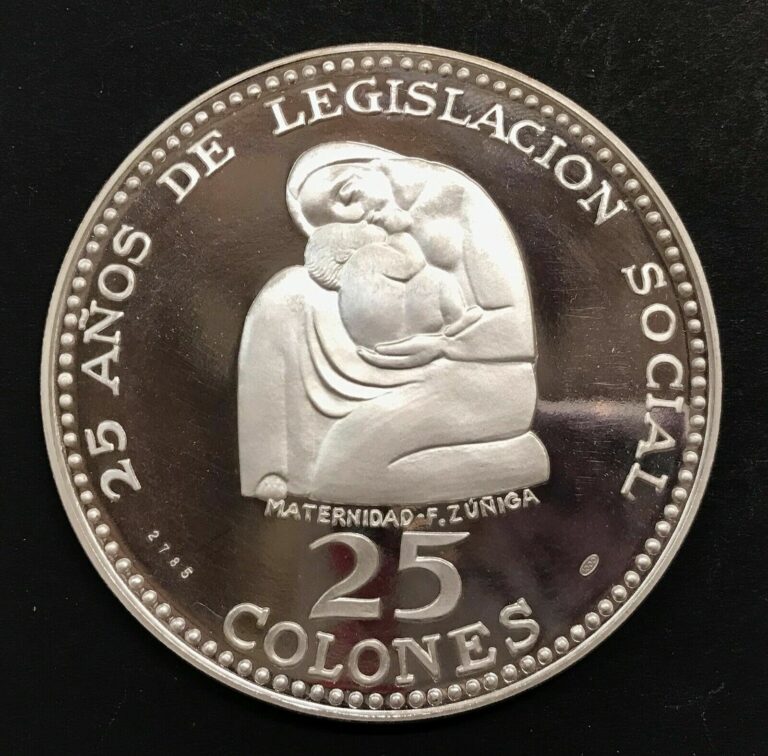 25 AÑOS DE LEGISLACION SOCIAL
MATERNIDAD-F. ZÚÑIGA
2785
25
COLONES